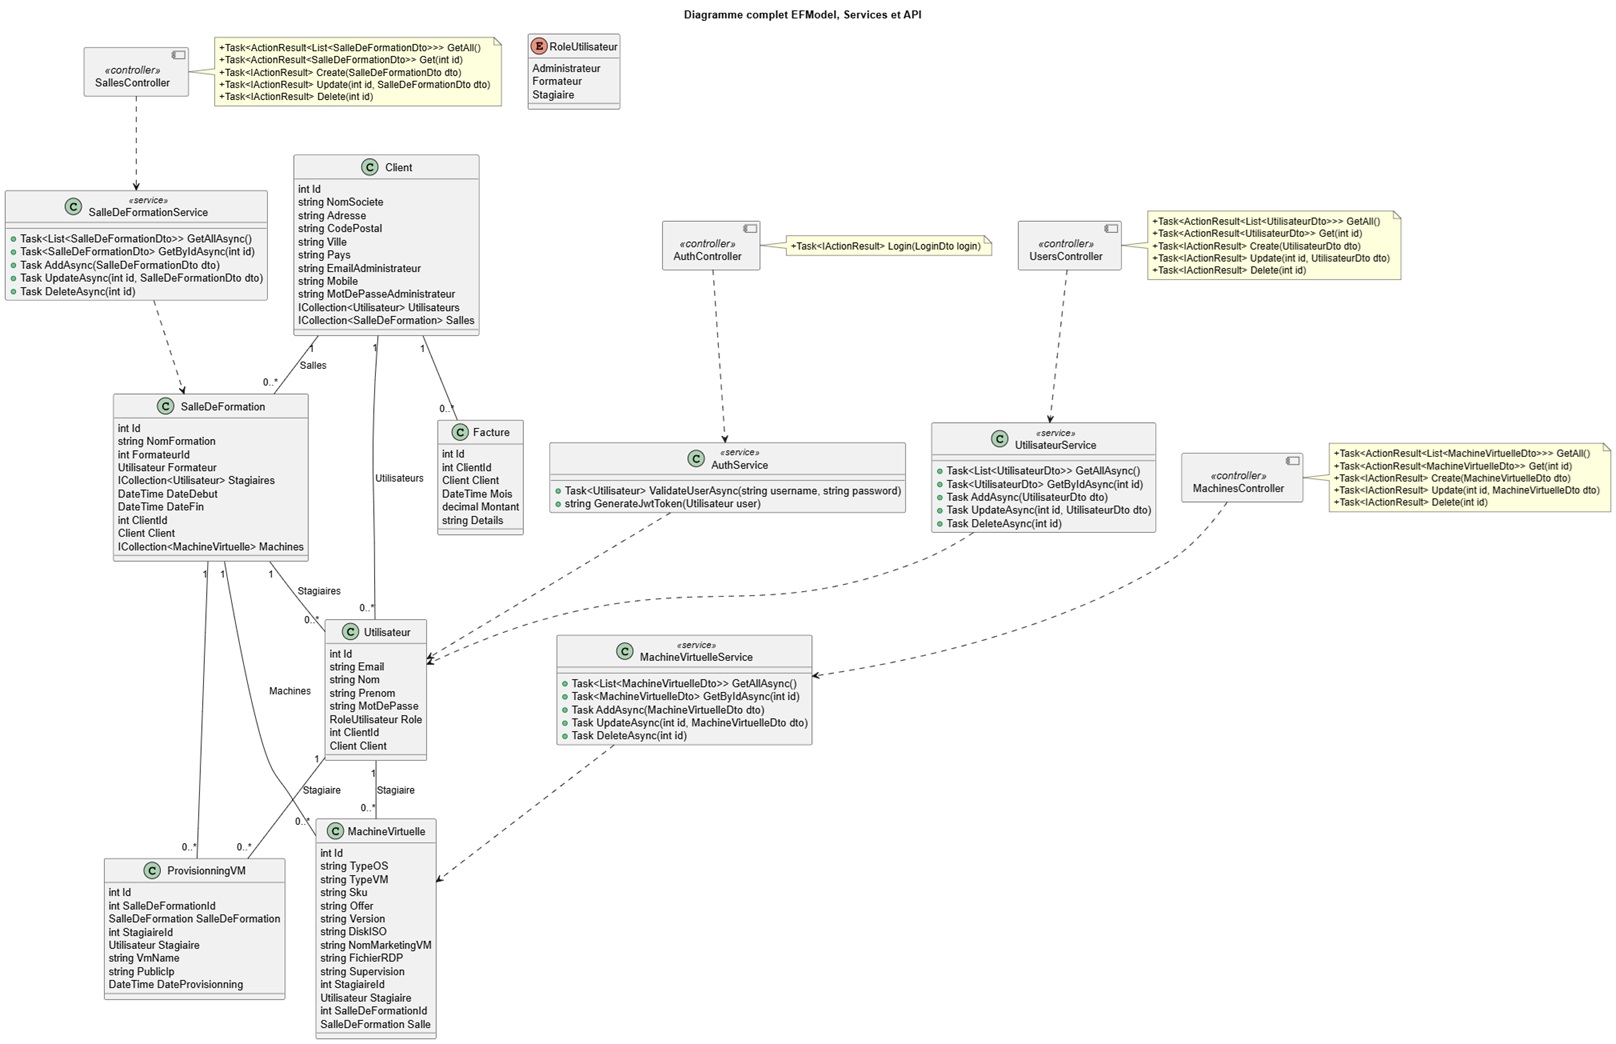 Diagramme complet EFModel, Services et API
«controller»
SallesController
+Task<ActionResult<List<SalleDeFormationDto>>> GetAll()
+Task<ActionResult<SalleDeFormationDto>> Get(int id)
+Task<IActionResult> Create(SalleDeFormationDto dto)
+Task<IActionResult> Update(int id, SalleDeFormationDto dto)
+Task<IActionResult> Delete(int id)
E RoleUtilisateur
Administrateur
Formateur
Stagiaire
C «service»
SalleDeFormationService
Task<List<SalleDeFormationDto>> GetAllAsync()
Task<SalleDeFormationDto> GetByIdAsync(int id)
Task AddAsync(SalleDeFormationDto dto)
Task UpdateAsync(int id, SalleDeFormationDto dto)
Task DeleteAsync(int id)
C Client
int Id
string NomSociete
string Adresse
string CodePostal
string Ville
string Pays
string EmailAdministrateur
string Mobile
string MotDePasseAdministrateur
ICollection<Utilisateur> Utilisateurs
ICollection<SalleDeFormation> Salles
«controller»
AuthController
+Task<IActionResult> Login(LoginDto login)
«controller»
UsersController
+Task<ActionResult<List<UtilisateurDto>>> GetAll()
+Task<ActionResult<UtilisateurDto>> Get(int id)
+Task<IActionResult> Create(UtilisateurDto dto)
+Task<IActionResult> Update(int id, UtilisateurDto dto)
+Task<IActionResult> Delete(int id)
1
1
1
Salles
0..*
0..*
C SalleDeFormation
int Id
string NomFormation
int FormateurId
Utilisateur Formateur
ICollection<Utilisateur> Stagiaires
DateTime DateDebut
DateTime DateFin
int ClientId
Client Client
ICollection<MachineVirtuelle> Machines
Utilisateurs
C Facture
int Id
int ClientId
Client Client
DateTime Mois
decimal Montant
string Details
C «service»
AuthService
Task<Utilisateur> ValidateUserAsync(string username, string password)
string GenerateJwtToken(Utilisateur user)
C «service»
UtilisateurService
Task<List<UtilisateurDto>> GetAllAsync()
Task<UtilisateurDto> GetByIdAsync(int id)
Task AddAsync(UtilisateurDto dto)
Task UpdateAsync(int id, UtilisateurDto dto)
Task DeleteAsync(int id)
«controller»
MachinesController
+Task<ActionResult<List<MachineVirtuelleDto>>> GetAll()
+Task<ActionResult<MachineVirtuelleDto>> Get(int id)
+Task<IActionResult> Create(MachineVirtuelleDto dto)
+Task<IActionResult> Update(int id, MachineVirtuelleDto dto)
+Task<IActionResult> Delete(int id)
1
1
1
Stagiaires
0..*
0..*
C Utilisateur
int Id
string Email
string Nom
string Prenom
string MotDePasse
RoleUtilisateur Role
int ClientId
Client Client
Machines
C «service»
MachineVirtuelleService
Task<List<MachineVirtuelleDto>> GetAllAsync()
Task<MachineVirtuelleDto> GetByIdAsync(int id)
Task AddAsync(MachineVirtuelleDto dto)
Task UpdateAsync(int id, MachineVirtuelleDto dto)
Task DeleteAsync(int id)
1
1
Stagiaire
Stagiaire
0..*
0..*
0..*
0..*
C ProvisionningVM
int Id
int SalleDeFormationId
SalleDeFormation SalleDeFormation
int StagiaireId
Utilisateur Stagiaire
string VmName
string PublicIp
DateTime DateProvisionning
C MachineVirtuelle
int Id
string TypeOS
string TypeVM
string Sku
string Offer
string Version
string DiskISO
string NomMarketingVM
string FichierRDP
string Supervision
int StagiaireId
Utilisateur Stagiaire
int SalleDeFormationId
SalleDeFormation Salle